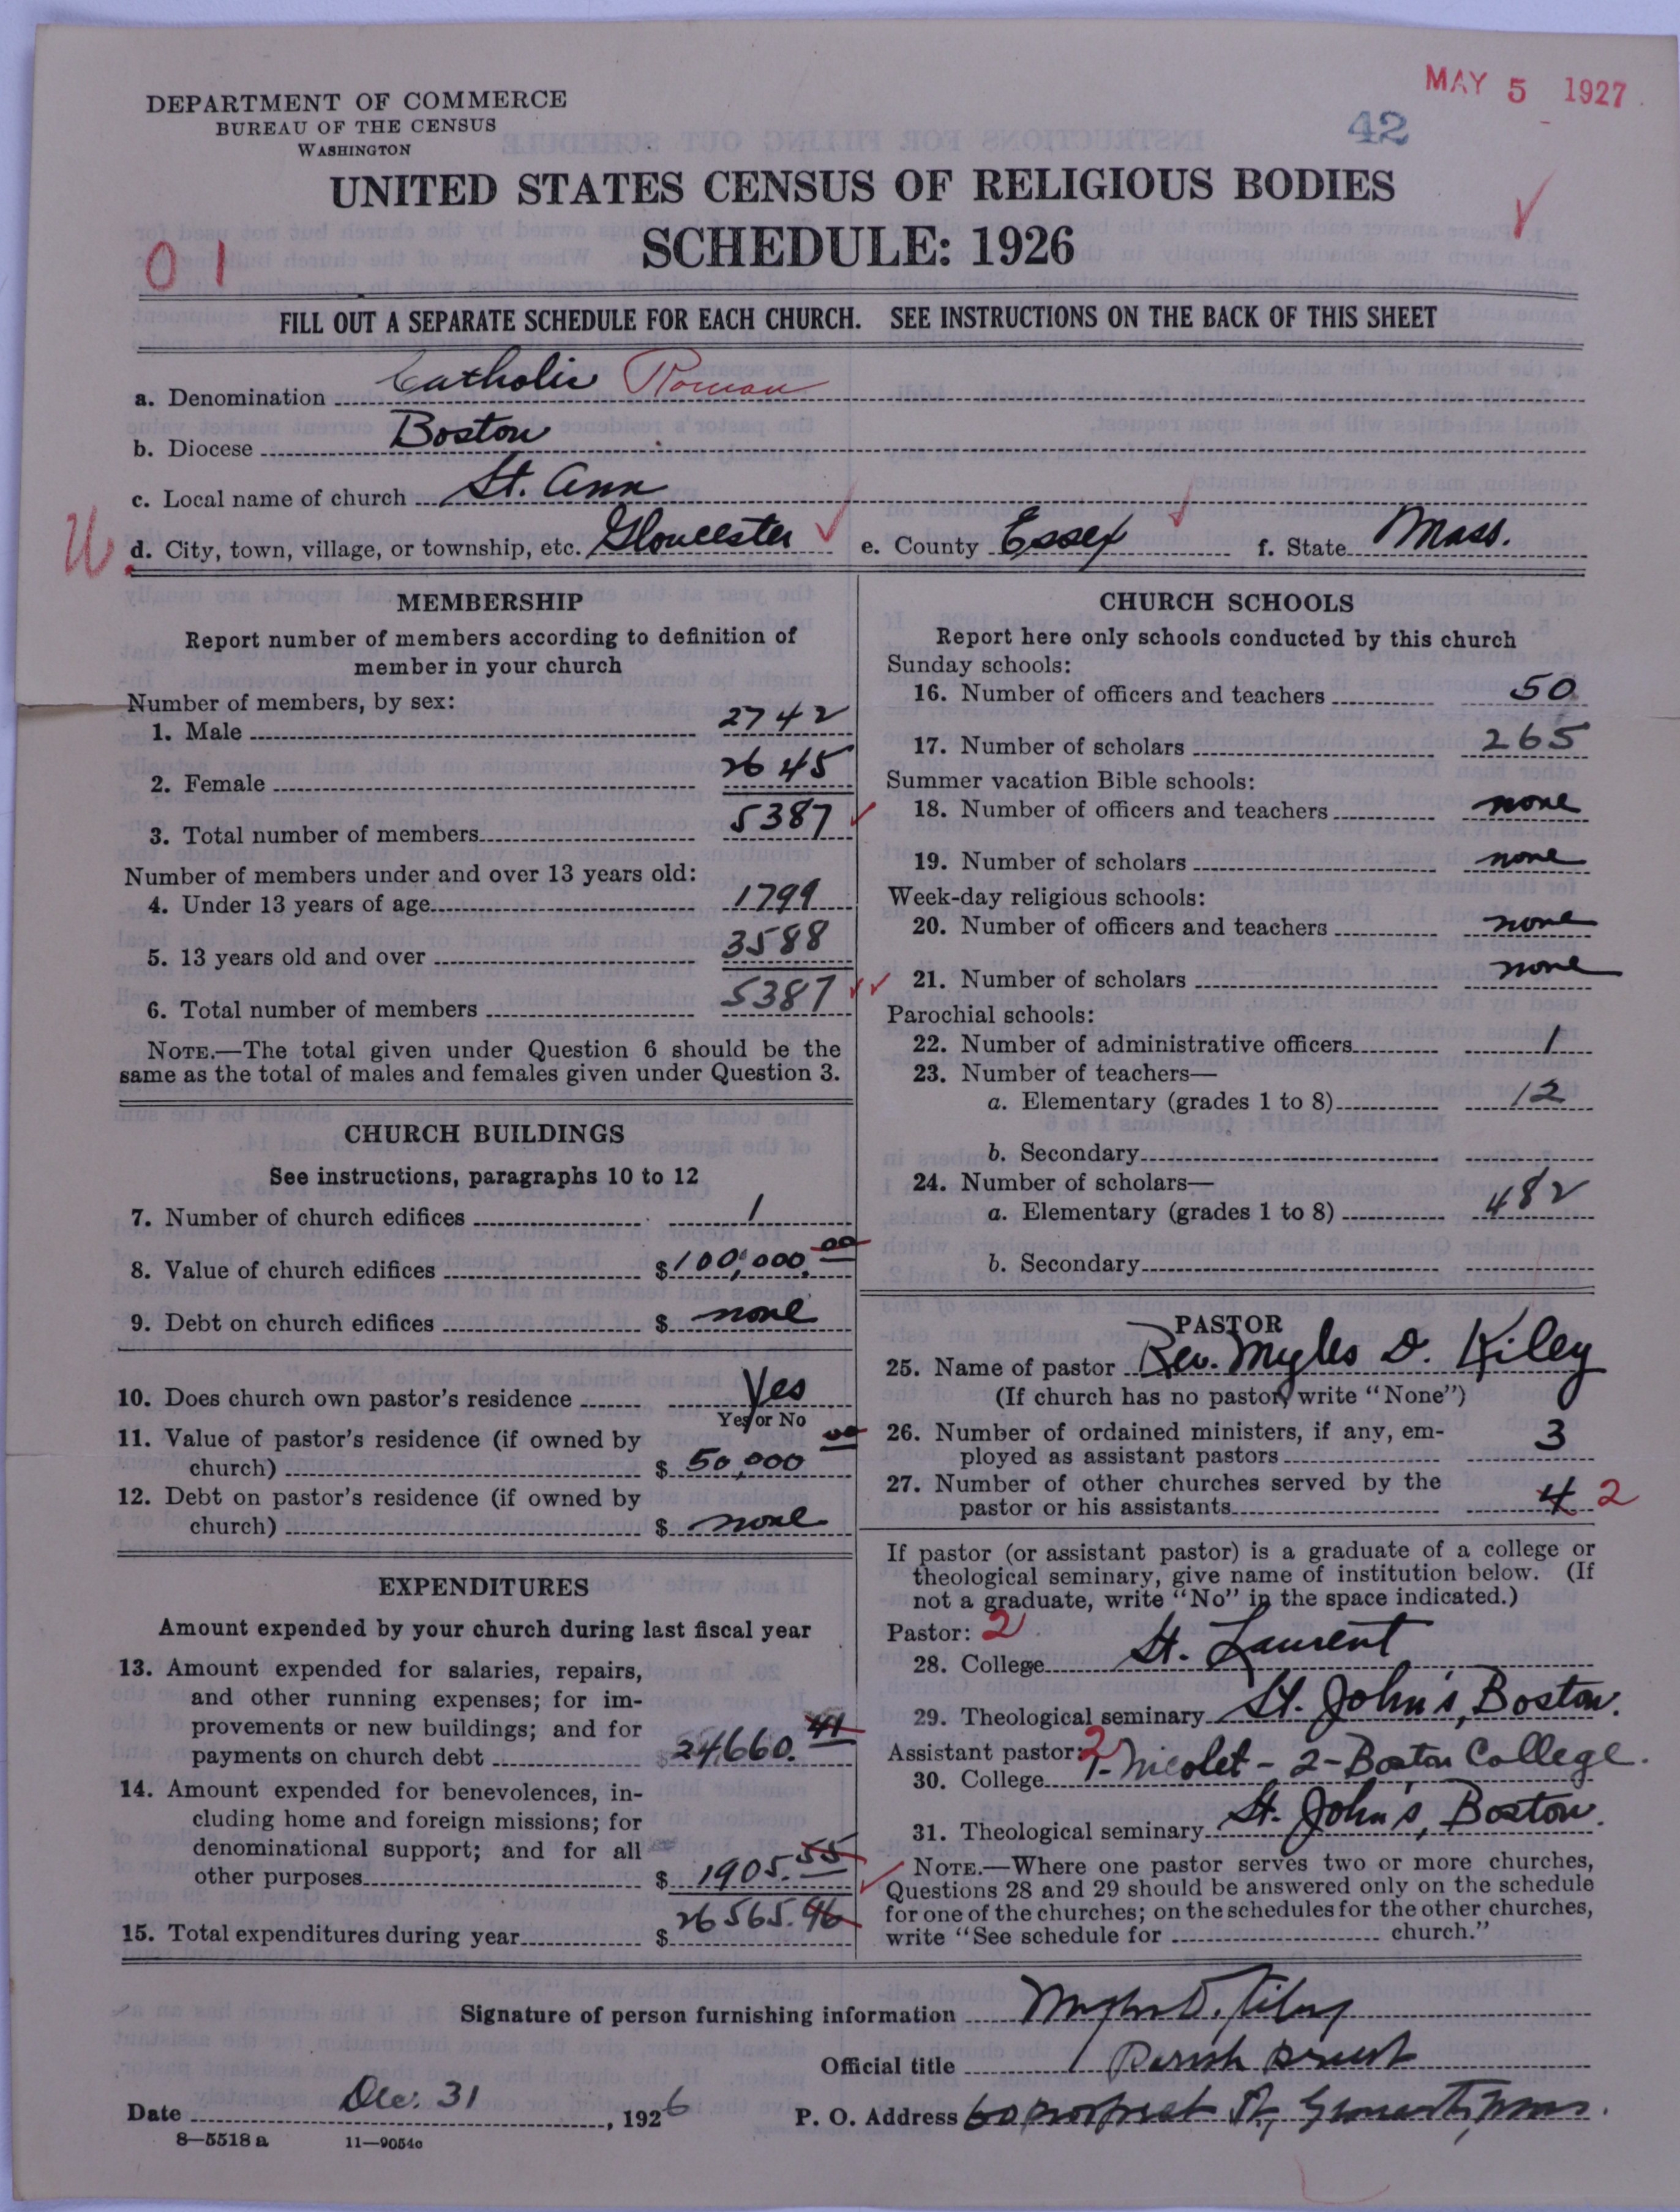 MAY 5 1927
42
DEPARTMENT OF COMMERCE
BUREAU OF THE CENSUS
WASHINGTON
UNITED STATES CENSUS OF RELIGIOUS BODIES
SCHEDULE: 1926
01
FILL OUT A SEPARATE SCHEDULE FOR EACH CHURCH. SEE INSTRUCTIONS ON THE BACK OF THIS SHEET
a. Denomination Catholic Roman
b. Diocese Boston
c. Local name of church St. Ann
d. City, town, village, or township, etc. Gloucester e. County Essex f. State Mass.
MEMBERSHIP
Report number of members according to definition of
member in your church
Number of members, by sex:
1. Male 2742
2. Female 2645
3. Total number of members 5387
Number of members under and over 13 years old:
4. Under 13 years of age 1799
5. 13 years old and over 3588
6. Total number of members 5387
NOTE.—The total given under Question 6 should be the
same as the total of males and females given under Question 3.
CHURCH BUILDINGS
See instructions, paragraphs 10 to 12
7. Number of church edifices 1
8. Value of church edifices $100,000.00
9. Debt on church edifices $ none
10. Does church own pastor's residence Yes
Yes or No
11. Value of pastor's residence (if owned by
church) $ 50,000 00
12. Debt on pastor's residence (if owned by
church) $ none
EXPENDITURES
Amount expended by your church during last fiscal year
13. Amount expended for salaries, repairs,
and other running expenses; for im-
provements or new buildings; and for
payments on church debt $ 24660.41
14. Amount expended for benevolences, in-
cluding home and foreign missions; for
denominational support; and for all
other purposes $ 1905.55
15. Total expenditures during year $ 26565.96
CHURCH SCHOOLS
Report here only schools conducted by this church
Sunday schools:
16. Number of officers and teachers 50
17. Number of scholars 265
Summer vacation Bible schools:
18. Number of officers and teachers none
19. Number of scholars none
Week-day religious schools:
20. Number of officers and teachers none
21. Number of scholars none
Parochial schools:
22. Number of administrative officers 1
23. Number of teachers—
a. Elementary (grades 1 to 8) 12
b. Secondary
24. Number of scholars—
a. Elementary (grades 1 to 8) 482
b. Secondary
PASTOR
25. Name of pastor Rev. Myles D. Kiley
(If church has no pastor, write "None")
26. Number of ordained ministers, if any, em-
ployed as assistant pastors 3
27. Number of other churches served by the
pastor or his assistants 4 2
If pastor (or assistant pastor) is a graduate of a college or
theological seminary, give name of institution below. (If
not a graduate, write "No" in the space indicated.)
Pastor: 2
28. College St. Laurent
29. Theological seminary St. John's, Boston.
Assistant pastor: 2
30. College 1-Nicolet - 2-Boston College.
31. Theological seminary St. John's, Boston.
NOTE.—Where one pastor serves two or more churches,
Questions 28 and 29 should be answered only on the schedule
for one of the churches; on the schedules for the other churches,
write "See schedule for church."
Signature of person furnishing information Myles D. Kiley
Official title Parish Priest
Date Dec. 31, 1926 P. O. Address 60 Prospect St, Gloucester, Mass.
8—5518 a 11—9054c